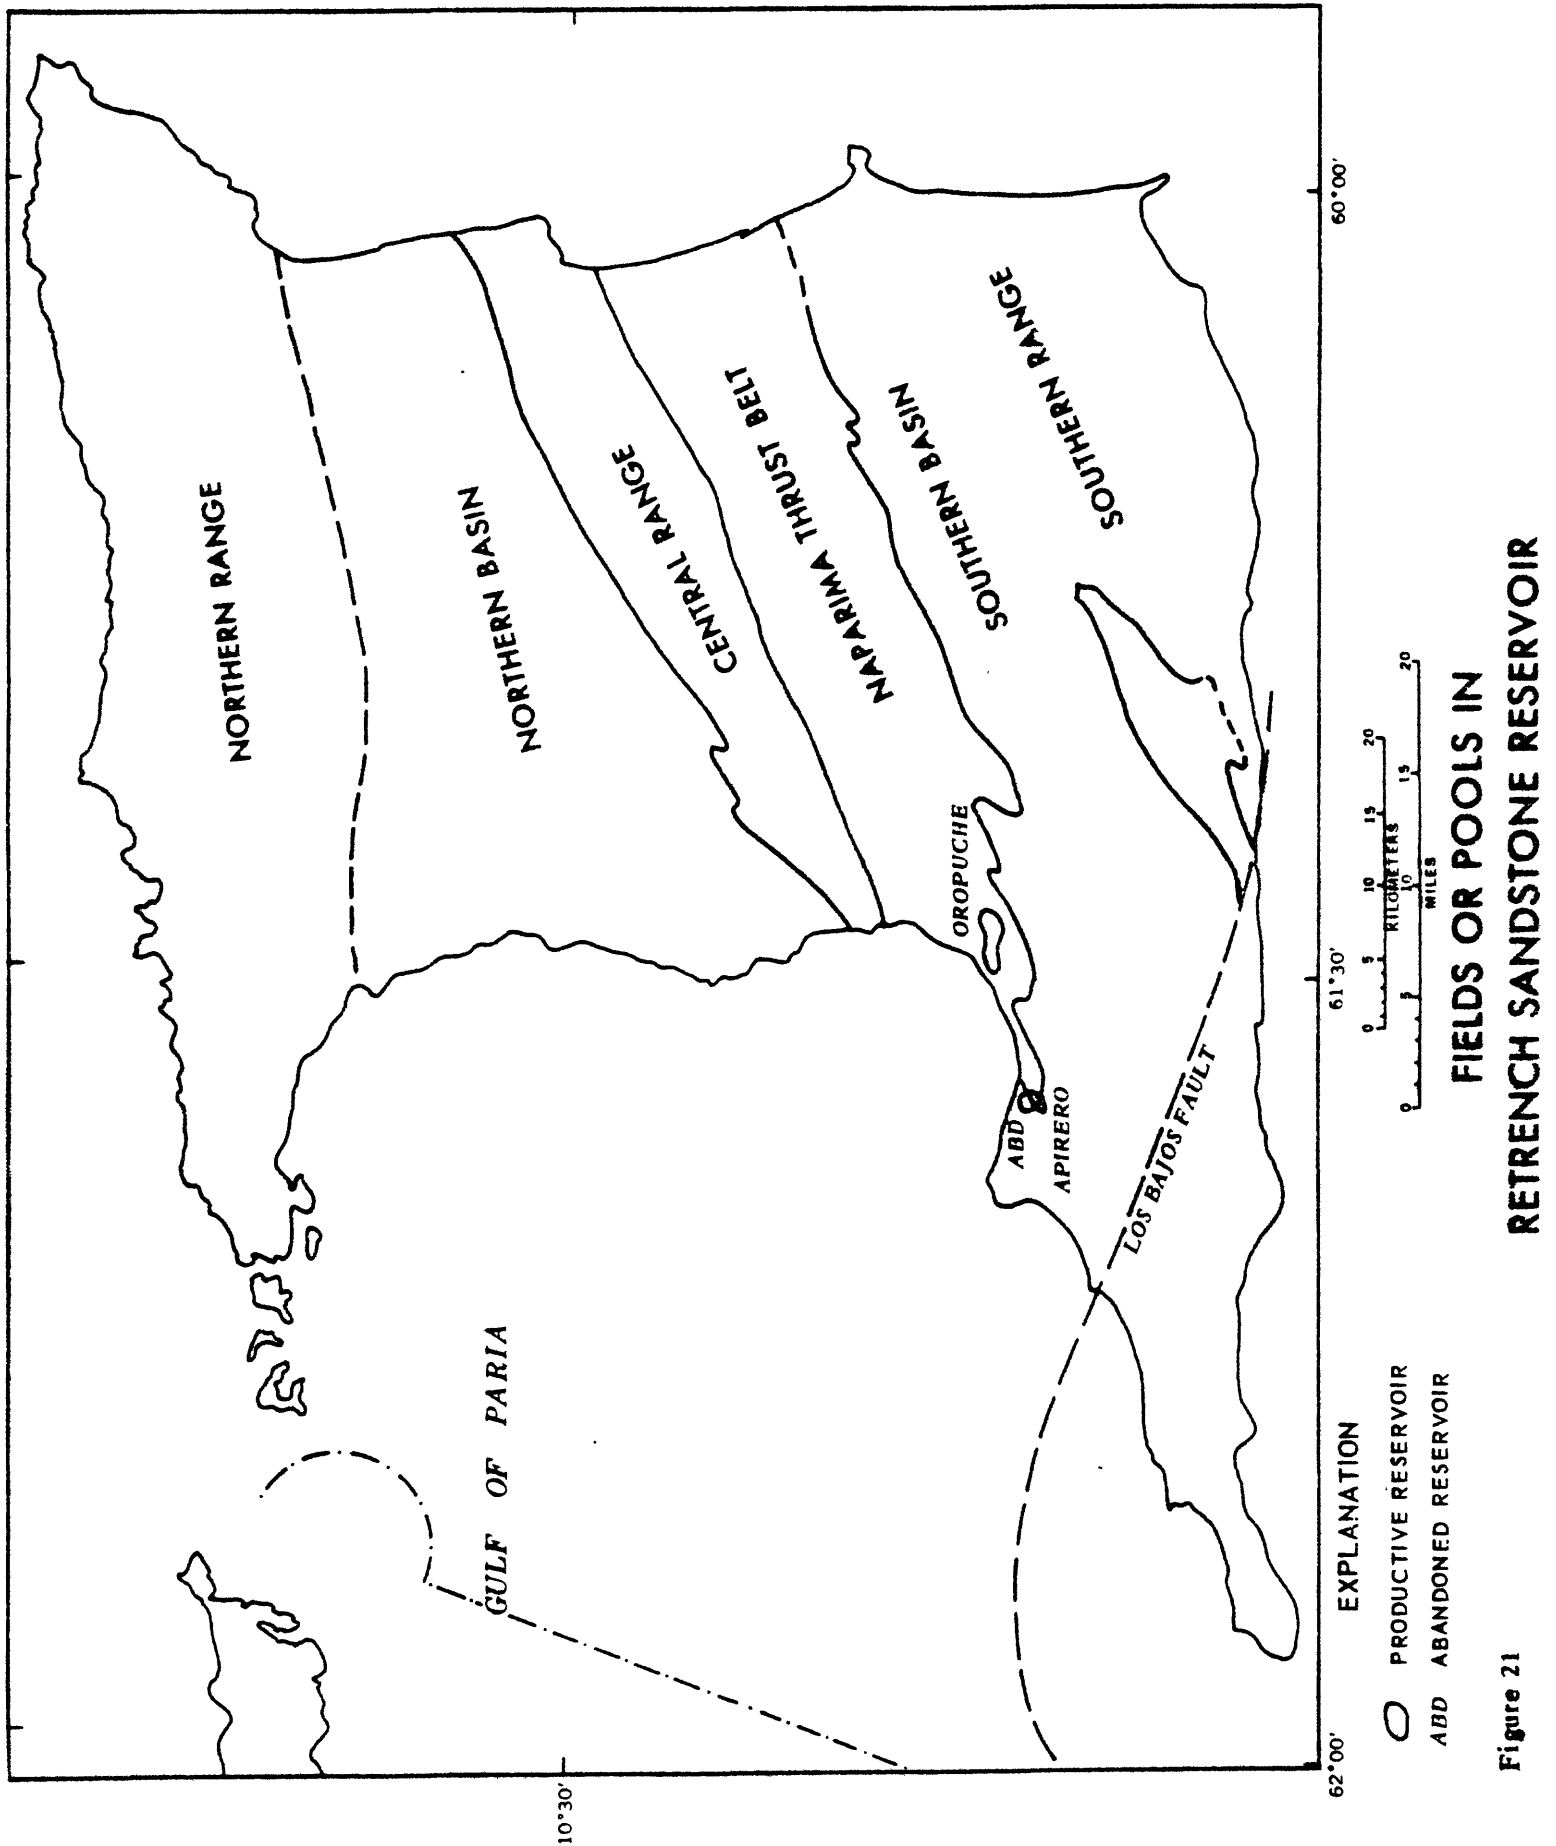 NORTHERN RANGE
NORTHERN BASIN
CENTRAL RANGE
NAPARIMA THRUST BELT
SOUTHERN BASIN
SOUTHERN RANGE
GULF OF PARIA
OROPUCHE
ABD
APIRERO
LOS BAJOS FAULT
10°30'
62°00'
61°30'
60°00'
EXPLANATION
PRODUCTIVE RESERVOIR
ABD ABANDONED RESERVOIR
0 5 10 15 20
KILOMETERS
0 5 10 15 20
MILES
FIELDS OR POOLS IN
RETRENCH SANDSTONE RESERVOIR
Figure 21